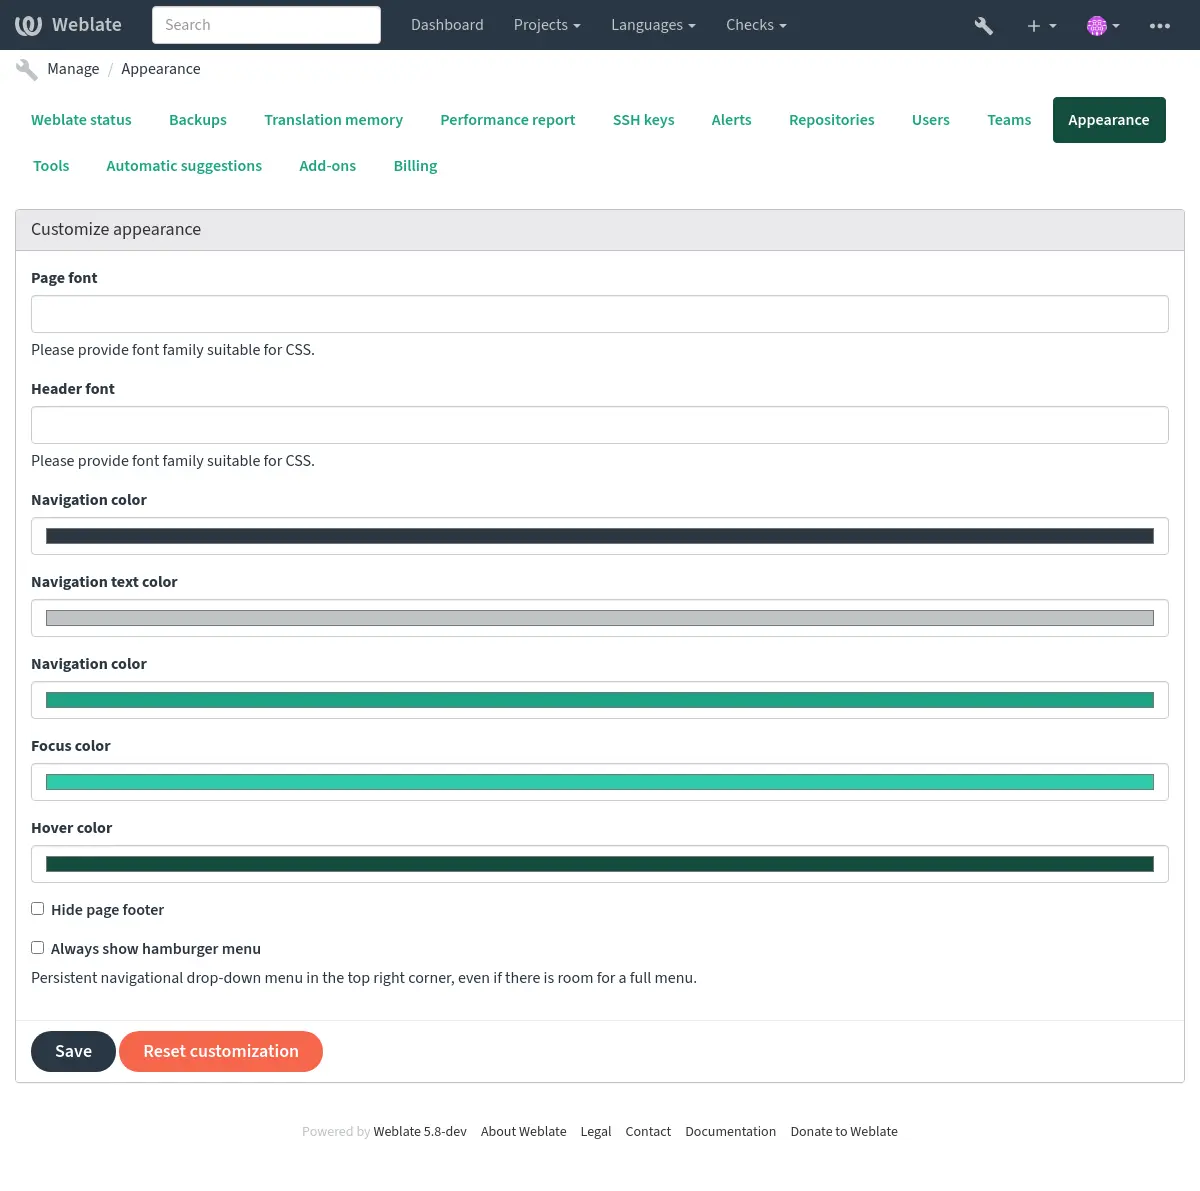 Weblate Search Dashboard Projects Languages Checks
Manage / Appearance
Weblate status Backups Translation memory Performance report SSH keys Alerts Repositories Users Teams Appearance
Tools Automatic suggestions Add-ons Billing
Customize appearance
Page font
Please provide font family suitable for CSS.
Header font
Please provide font family suitable for CSS.
Navigation color
Navigation text color
Navigation color
Focus color
Hover color
Hide page footer
Always show hamburger menu
Persistent navigational drop-down menu in the top right corner, even if there is room for a full menu.
Save Reset customization
Powered by Weblate 5.8-dev About Weblate Legal Contact Documentation Donate to Weblate